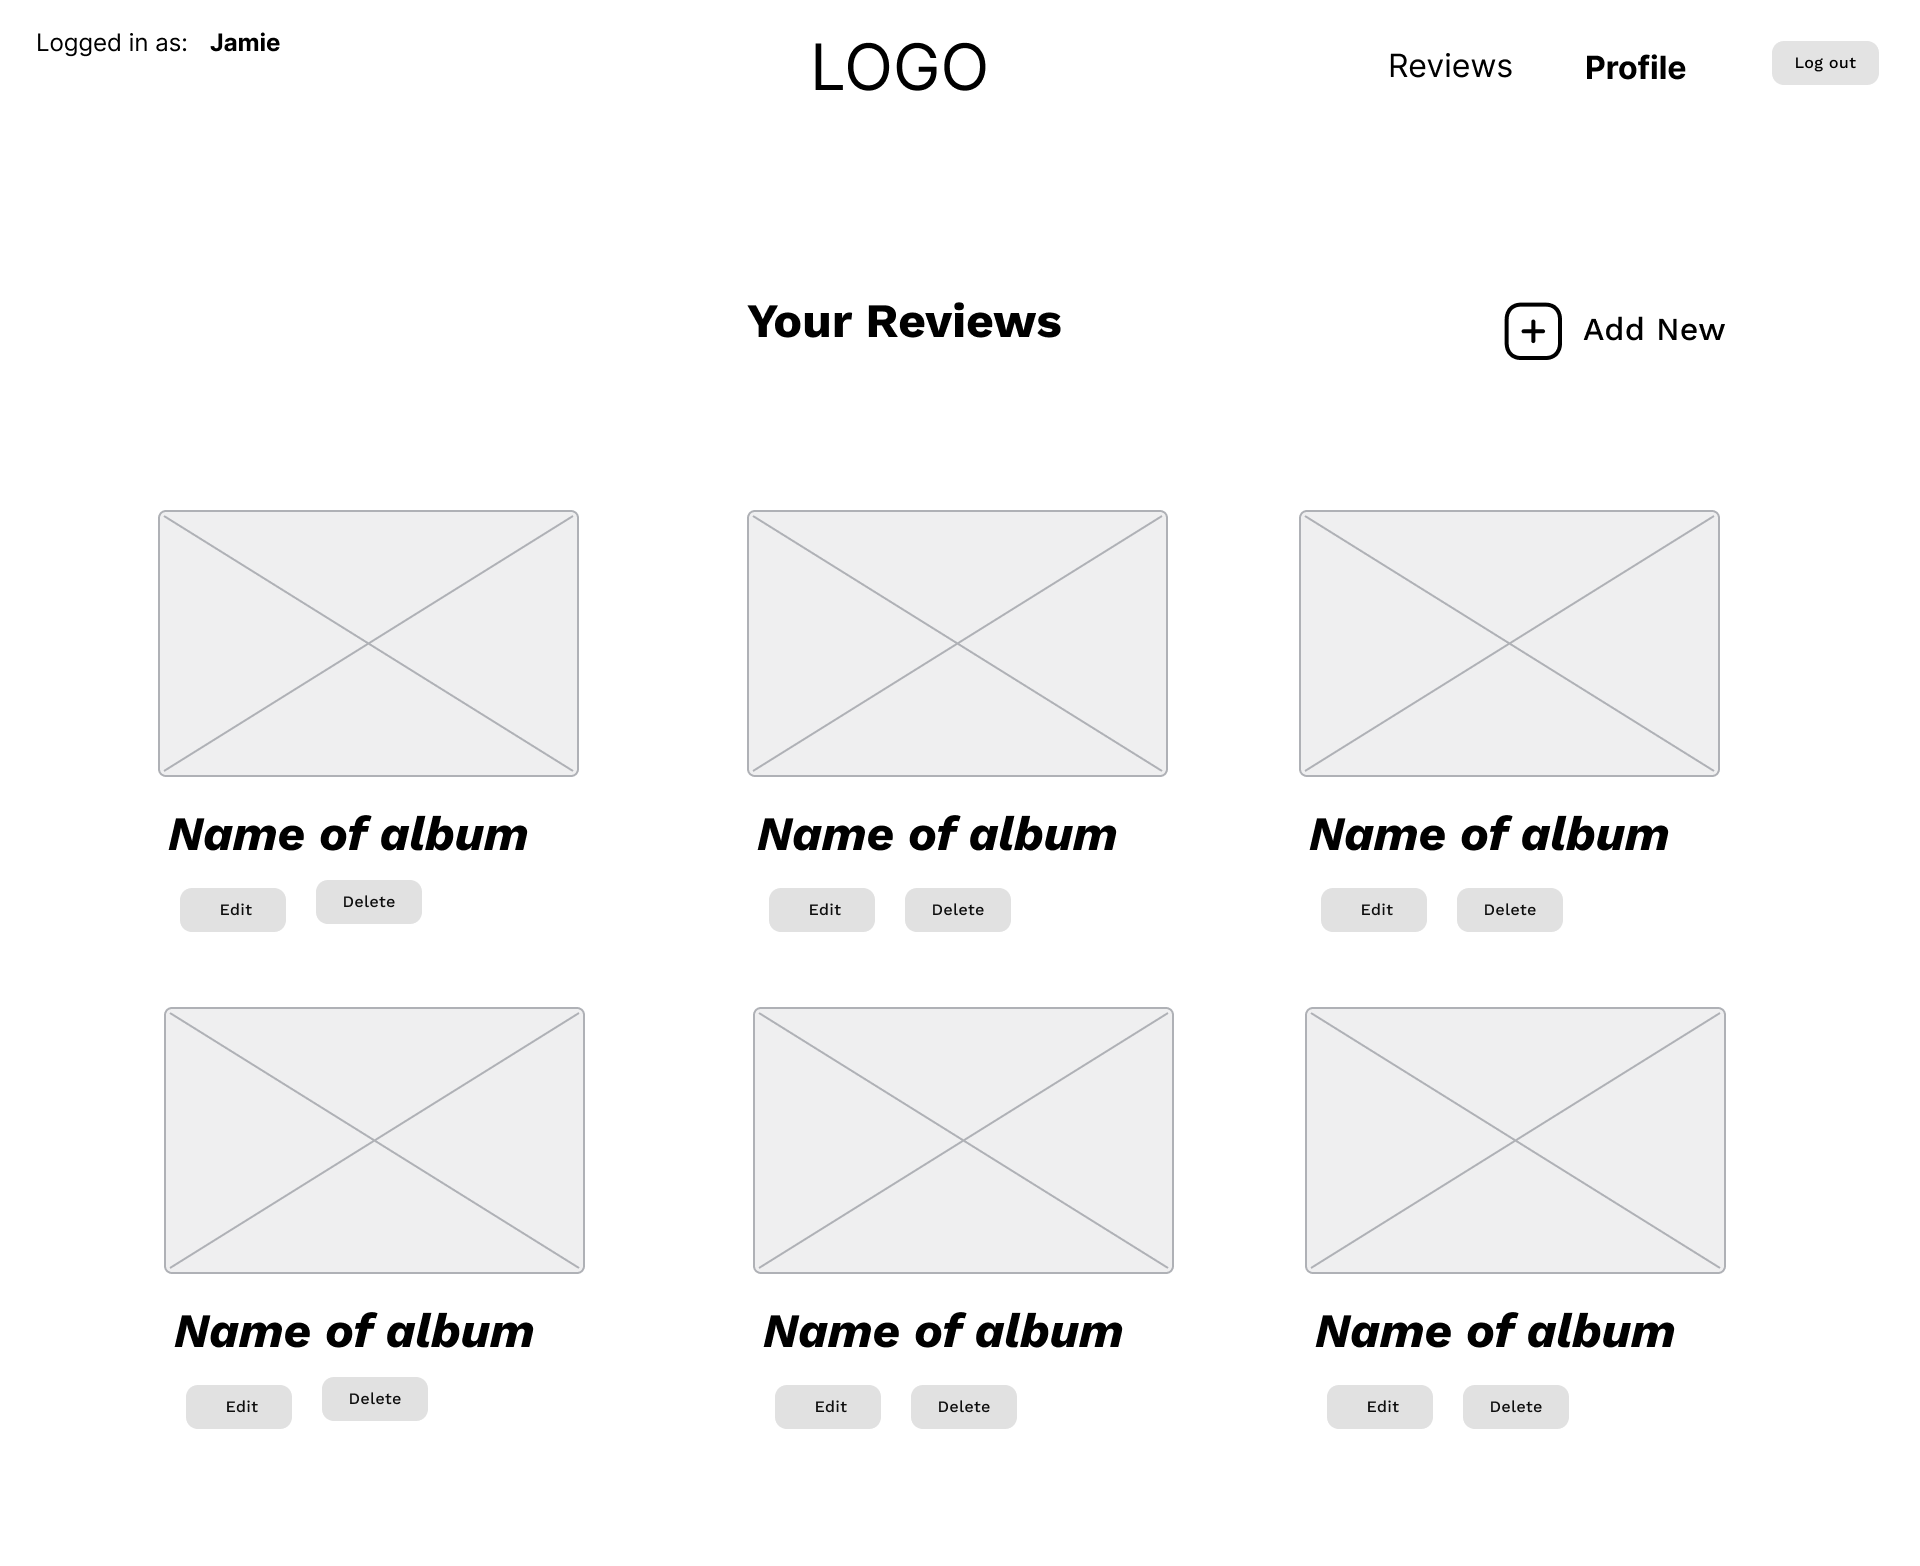 Logged in as: Jamie
LOGO
Reviews
Profile
Log out
Your Reviews
Add New
Name of album
Name of album
Name of album
Edit
Delete
Edit
Delete
Edit
Delete
Name of album
Name of album
Name of album
Edit
Delete
Edit
Delete
Edit
Delete